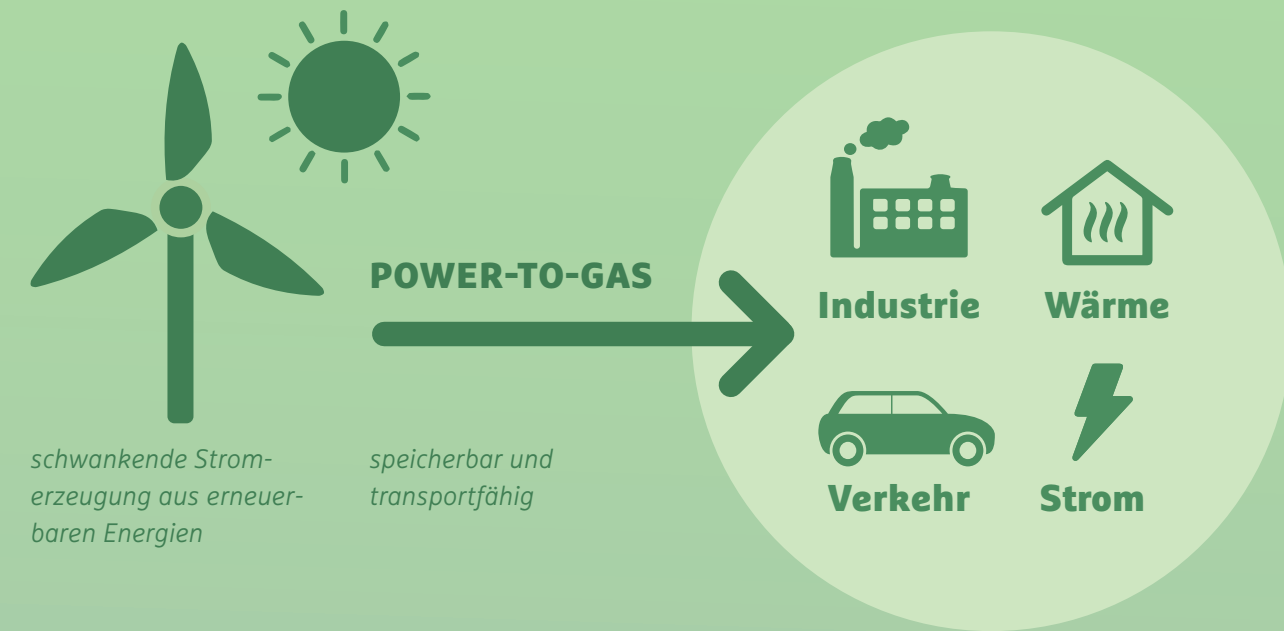 POWER-TO-GAS
schwankende Strom-
erzeugung aus erneuer-
baren Energien
speicherbar und
transportfähig
Industrie
Wärme
Verkehr
Strom